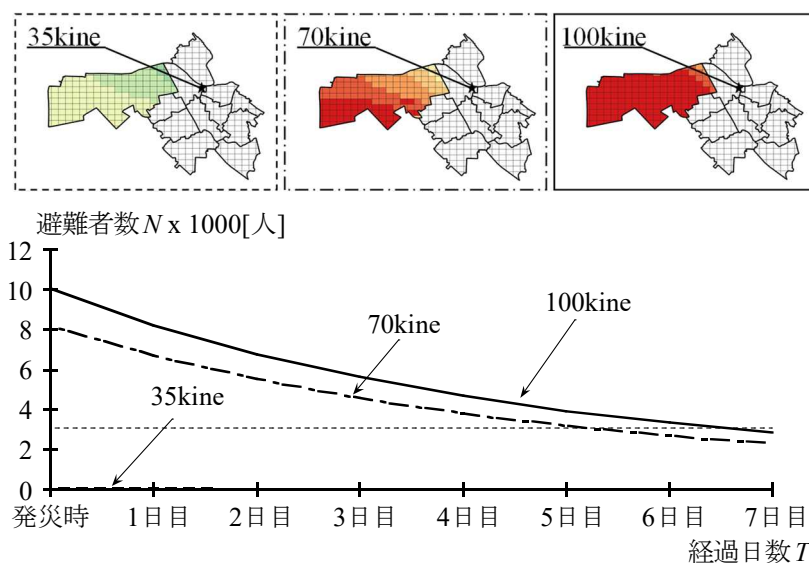 35kine
70kine
100kine
避難者数N x 1000[人]
12
10
8
6
4
2
0
100kine
70kine
35kine
発災時 1日目 2日目 3日目 4日目 5日目 6日目 7日目
経過日数T